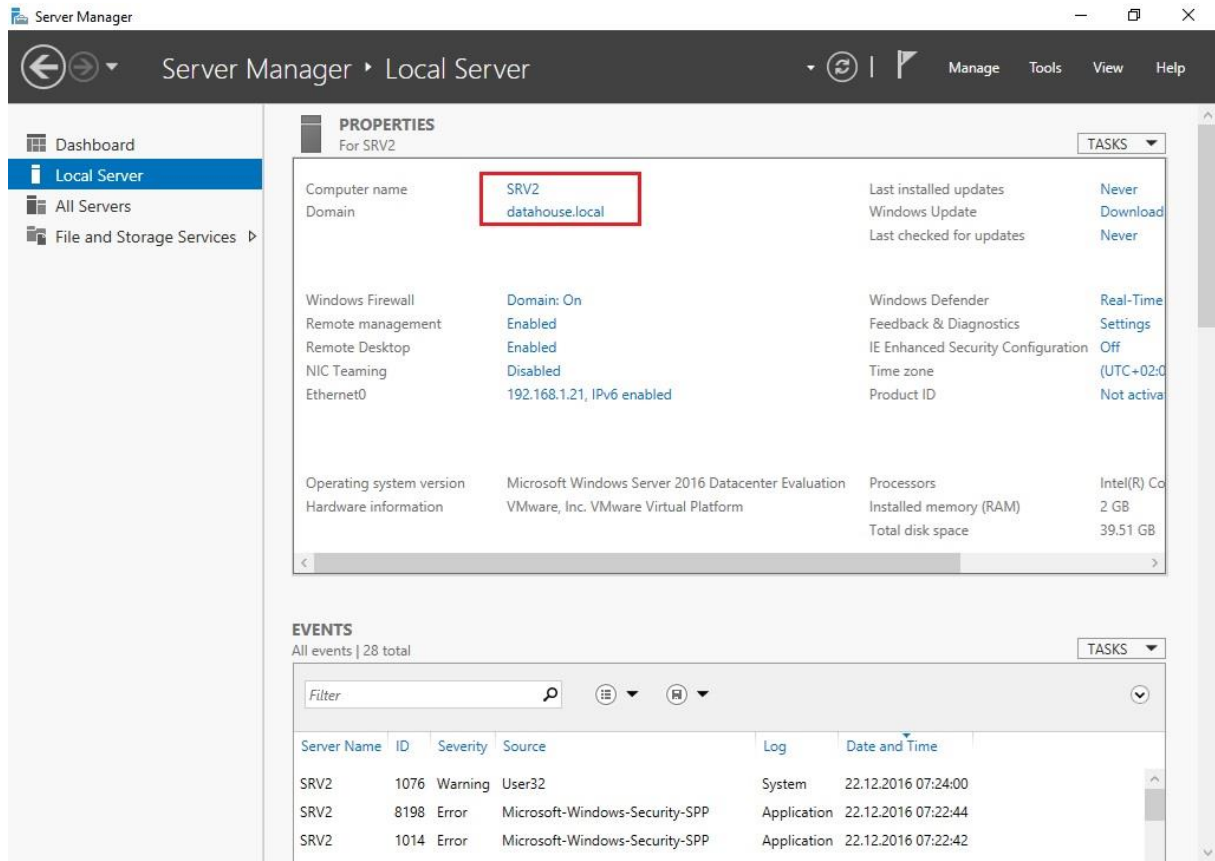 Server Manager
Server Manager ‣ Local Server
Manage Tools View Help
Dashboard
Local Server
All Servers
File and Storage Services
PROPERTIES
For SRV2
TASKS
Computer name SRV2 Last installed updates Never
Domain datahouse.local Windows Update Download
Last checked for updates Never
Windows Firewall Domain: On Windows Defender Real-Time
Remote management Enabled Feedback & Diagnostics Settings
Remote Desktop Enabled IE Enhanced Security Configuration Off
NIC Teaming Disabled Time zone (UTC+02:0
Ethernet0 192.168.1.21, IPv6 enabled Product ID Not activa
Operating system version Microsoft Windows Server 2016 Datacenter Evaluation Processors Intel(R) Co
Hardware information VMware, Inc. VMware Virtual Platform Installed memory (RAM) 2 GB
Total disk space 39.51 GB
EVENTS
All events | 28 total
TASKS
Filter
Server Name ID Severity Source Log Date and Time
SRV2 1076 Warning User32 System 22.12.2016 07:24:00
SRV2 8198 Error Microsoft-Windows-Security-SPP Application 22.12.2016 07:22:44
SRV2 1014 Error Microsoft-Windows-Security-SPP Application 22.12.2016 07:22:42